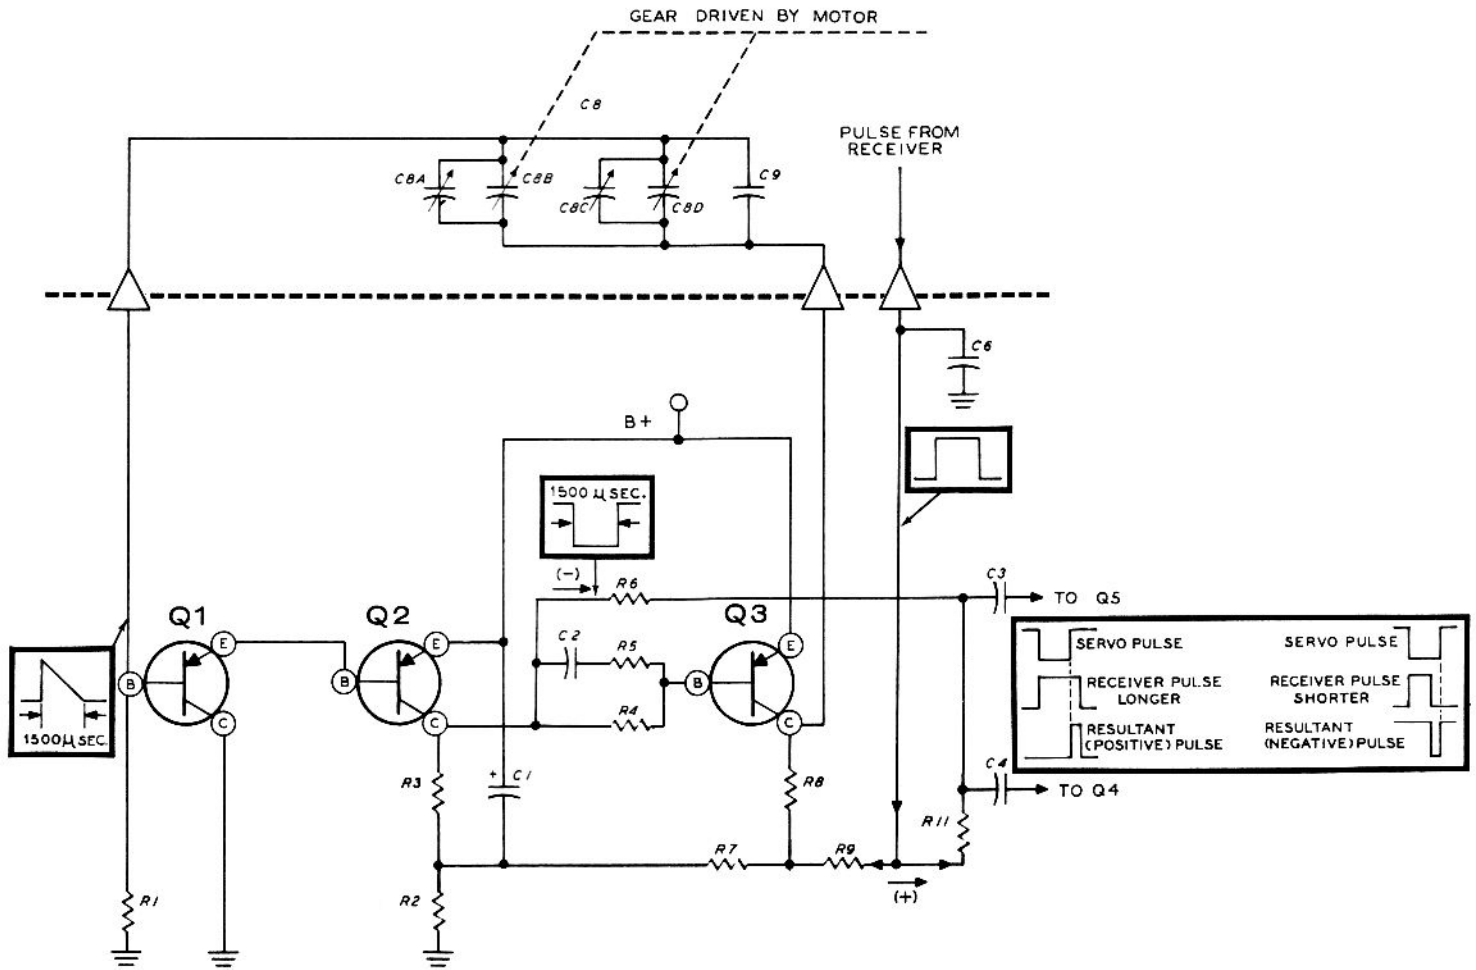 GEAR DRIVEN BY MOTOR
C8
PULSE FROM
RECEIVER
C8A
C8B
C8C
C8D
C9
C6
B+
1500 µ SEC.
(-)
R6
C3
TO Q5
Q1
Q2
Q3
E
E
E
C2
R5
B
B
B
R4
C
C
C
1500µ SEC.
SERVO PULSE
SERVO PULSE
RECEIVER PULSE
LONGER
RECEIVER PULSE
SHORTER
RESULTANT
(POSITIVE) PULSE
RESULTANT
(NEGATIVE) PULSE
R3
+
C1
R8
C4
TO Q4
R11
R7
R9
(+)
R1
R2